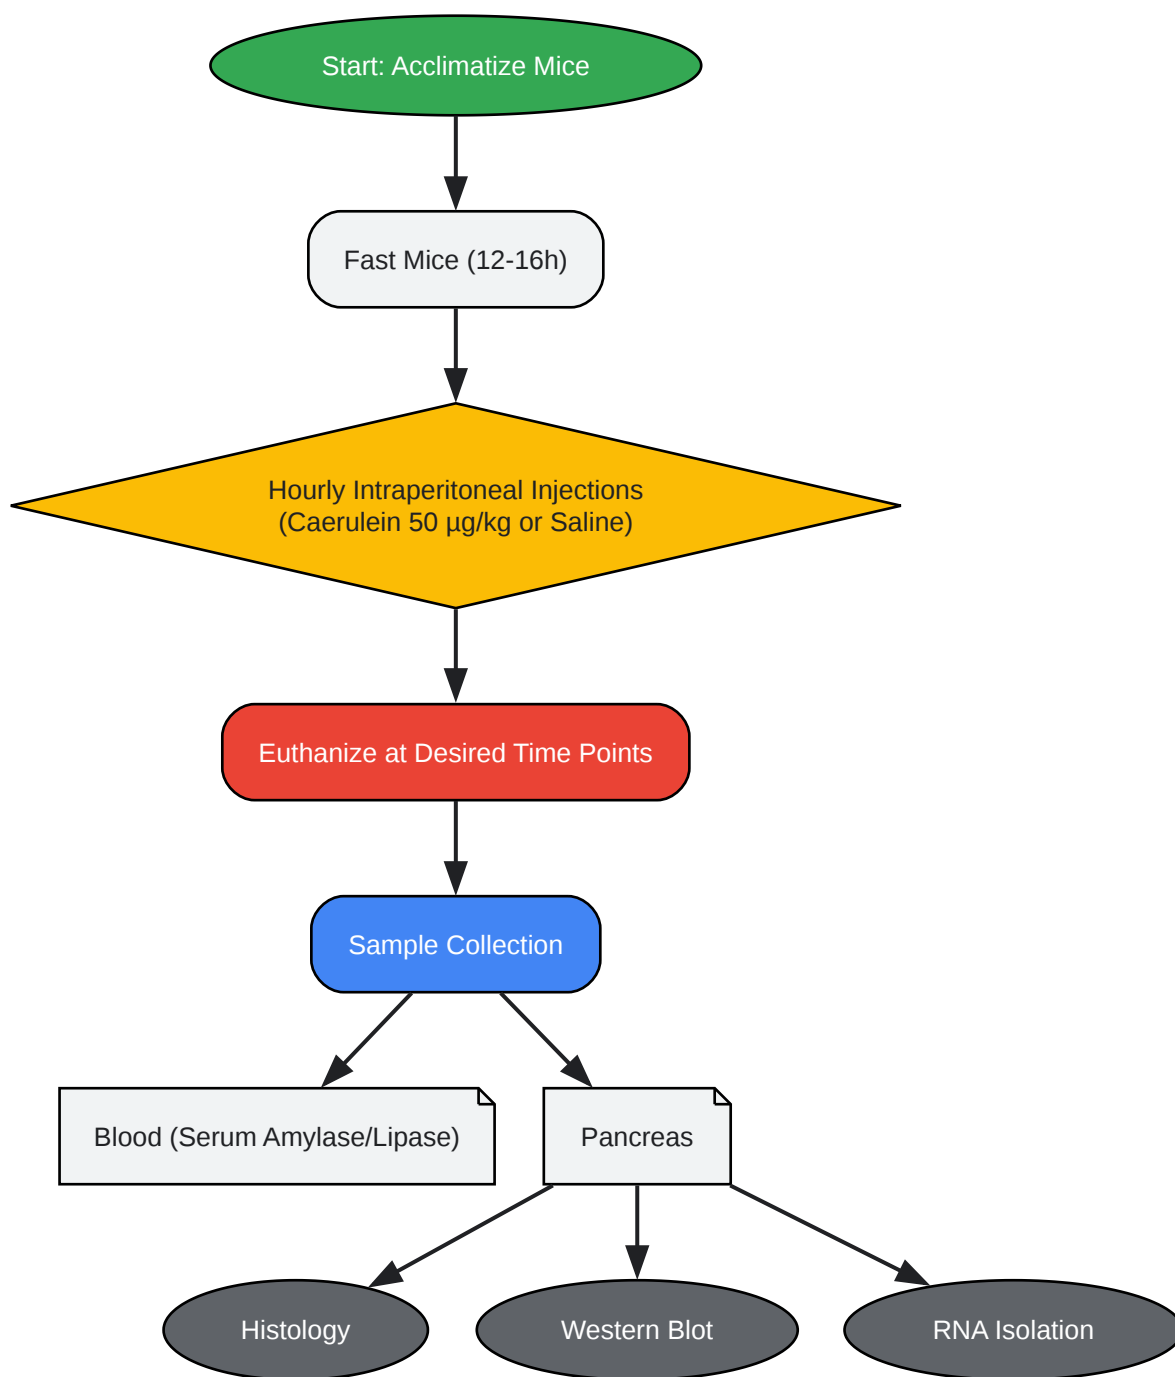 Start: Acclimatize Mice
Fast Mice (12-16h)
Hourly Intraperitoneal Injections
(Caerulein 50 µg/kg or Saline)
Euthanize at Desired Time Points
Sample Collection
Blood (Serum Amylase/Lipase)
Pancreas
Histology
Western Blot
RNA Isolation